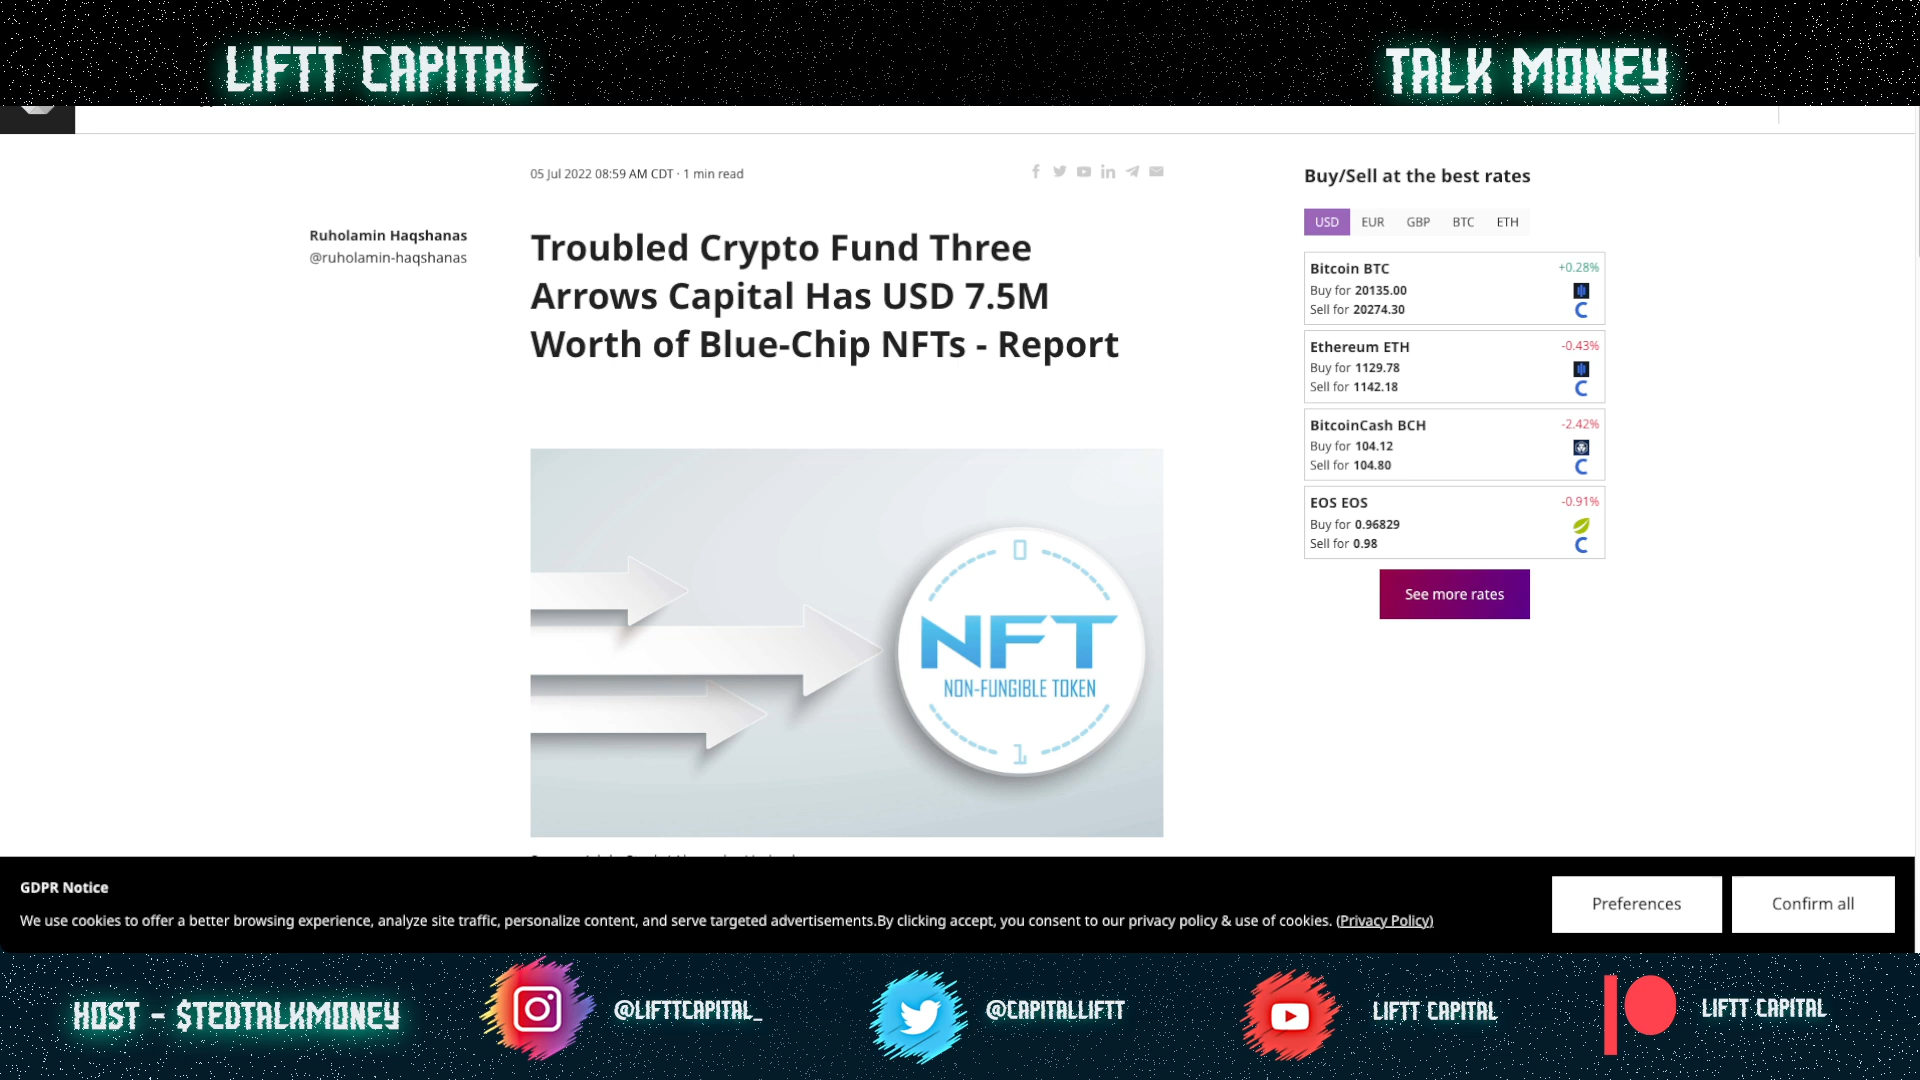 LIFTT CAPITAL
TALK MONEY
05 Jul 2022 08:59 AM CDT · 1 min read
Ruholamin Haqshanas
@ruholamin-haqshanas
Troubled Crypto Fund Three
Arrows Capital Has USD 7.5M
Worth of Blue-Chip NFTs - Report
0
NFT
NON-FUNGIBLE TOKEN
1
Buy/Sell at the best rates
USD EUR GBP BTC ETH
Bitcoin BTC +0.28%
Buy for 20135.00
Sell for 20274.30
Ethereum ETH -0.43%
Buy for 1129.78
Sell for 1142.18
BitcoinCash BCH -2.42%
Buy for 104.12
Sell for 104.80
EOS EOS -0.91%
Buy for 0.96829
Sell for 0.98
See more rates
GDPR Notice
We use cookies to offer a better browsing experience, analyze site traffic, personalize content, and serve targeted advertisements.By clicking accept, you consent to our privacy policy & use of cookies. (Privacy Policy)
Preferences
Confirm all
HOST - $TEDTALKMONEY
@LIFTTCAPITAL_
@CAPITALLIFTT
LIFTT CAPITAL
LIFTT CAPITAL